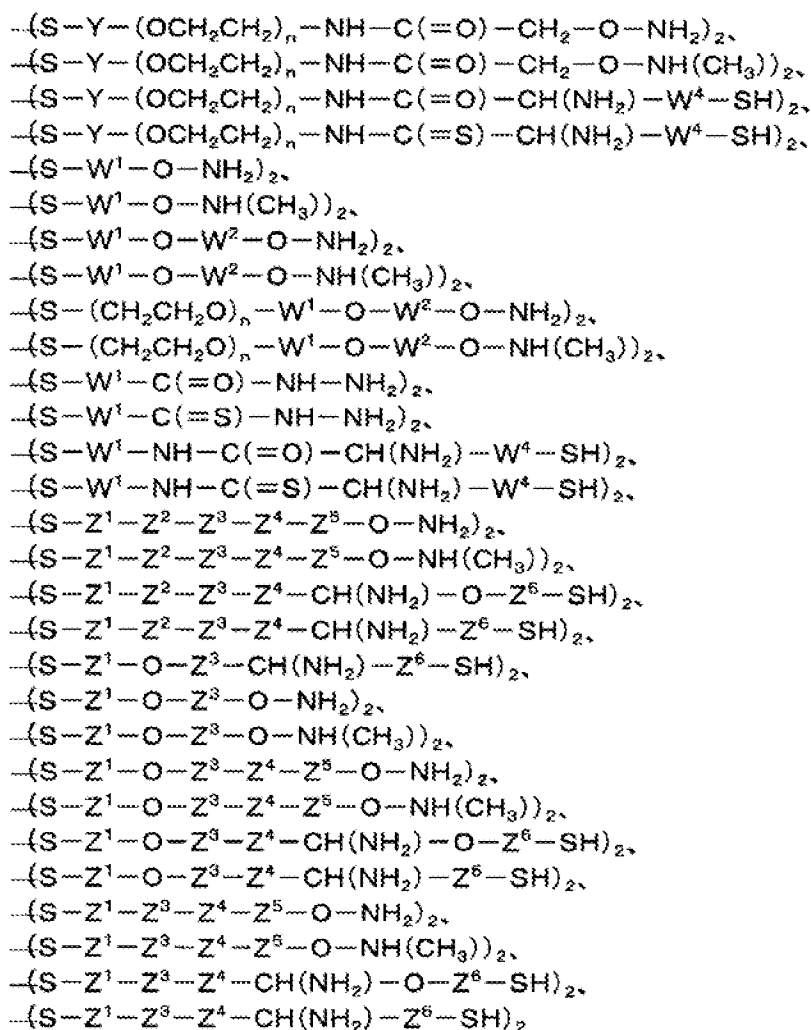 —(S—Y—(OCH₂CH₂)ₙ—NH—C(=O)—CH₂—O—NH₂)₂、
—(S—Y—(OCH₂CH₂)ₙ—NH—C(=O)—CH₂—O—NH(CH₃))₂、
—(S—Y—(OCH₂CH₂)ₙ—NH—C(=O)—CH(NH₂)—W⁴—SH)₂、
—(S—Y—(OCH₂CH₂)ₙ—NH—C(=S)—CH(NH₂)—W⁴—SH)₂、
—(S—W¹—O—NH₂)₂、
—(S—W¹—O—NH(CH₃))₂、
—(S—W¹—O—W²—O—NH₂)₂、
—(S—W¹—O—W²—O—NH(CH₃))₂、
—(S—(CH₂CH₂O)ₙ—W¹—O—W²—O—NH₂)₂、
—(S—(CH₂CH₂O)ₙ—W¹—O—W²—O—NH(CH₃))₂、
—(S—W¹—C(=O)—NH—NH₂)₂、
—(S—W¹—C(=S)—NH—NH₂)₂、
—(S—W¹—NH—C(=O)—CH(NH₂)—W⁴—SH)₂、
—(S—W¹—NH—C(=S)—CH(NH₂)—W⁴—SH)₂、
—(S—Z¹—Z²—Z³—Z⁴—Z⁵—O—NH₂)₂、
—(S—Z¹—Z²—Z³—Z⁴—Z⁵—O—NH(CH₃))₂、
—(S—Z¹—Z²—Z³—Z⁴—CH(NH₂)—O—Z⁶—SH)₂、
—(S—Z¹—Z²—Z³—Z⁴—CH(NH₂)—Z⁶—SH)₂、
—(S—Z¹—O—Z³—CH(NH₂)—Z⁶—SH)₂、
—(S—Z¹—O—Z³—O—NH₂)₂、
—(S—Z¹—O—Z³—O—NH(CH₃))₂、
—(S—Z¹—O—Z³—Z⁴—Z⁵—O—NH₂)₂、
—(S—Z¹—O—Z³—Z⁴—Z⁵—O—NH(CH₃))₂、
—(S—Z¹—O—Z³—Z⁴—CH(NH₂)—O—Z⁶—SH)₂、
—(S—Z¹—O—Z³—Z⁴—CH(NH₂)—Z⁶—SH)₂、
—(S—Z¹—Z³—Z⁴—Z⁵—O—NH₂)₂、
—(S—Z¹—Z³—Z⁴—Z⁵—O—NH(CH₃))₂、
—(S—Z¹—Z³—Z⁴—CH(NH₂)—O—Z⁶—SH)₂、
—(S—Z¹—Z³—Z⁴—CH(NH₂)—Z⁶—SH)₂